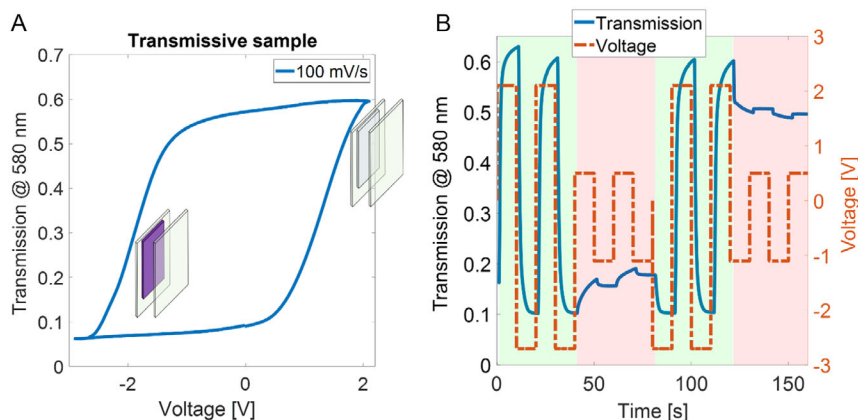 A
Transmissive sample
100 mV/s
Transmission @ 580 nm
0.7
0.6
0.5
0.4
0.3
0.2
0.1
0
-2
0
2
Voltage [V]
B
Transmission
Voltage
Transmission @ 580 nm
0.6
0.5
0.4
0.3
0.2
0.1
0
50
100
150
Time [s]
3
2
1
0
-1
-2
-3
Voltage [V]